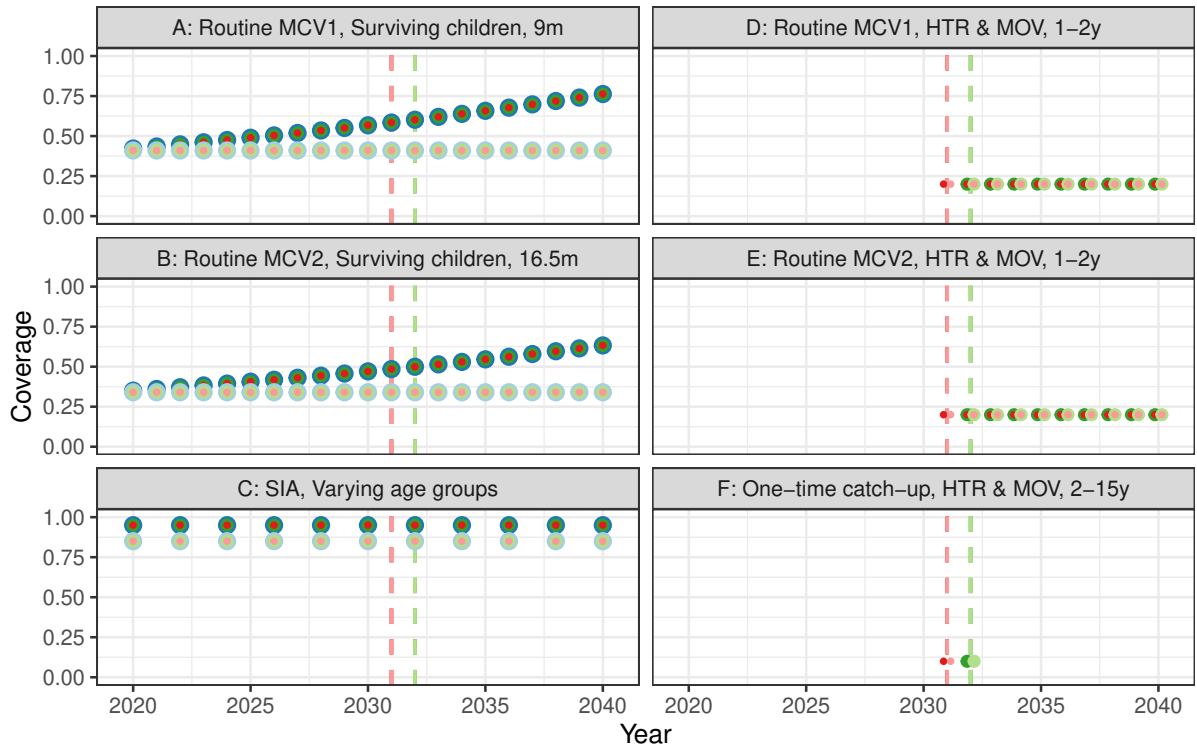 A: Routine MCV1, Surviving children, 9m
D: Routine MCV1, HTR & MOV, 1−2y
1.00
0.75
0.50
0.25
0.00
B: Routine MCV2, Surviving children, 16.5m
E: Routine MCV2, HTR & MOV, 1−2y
1.00
0.75
0.50
0.25
0.00
Coverage
C: SIA, Varying age groups
F: One−time catch−up, HTR & MOV, 2−15y
1.00
0.75
0.50
0.25
0.00
2020 2025 2030 2035 2040 2020 2025 2030 2035 2040
Year